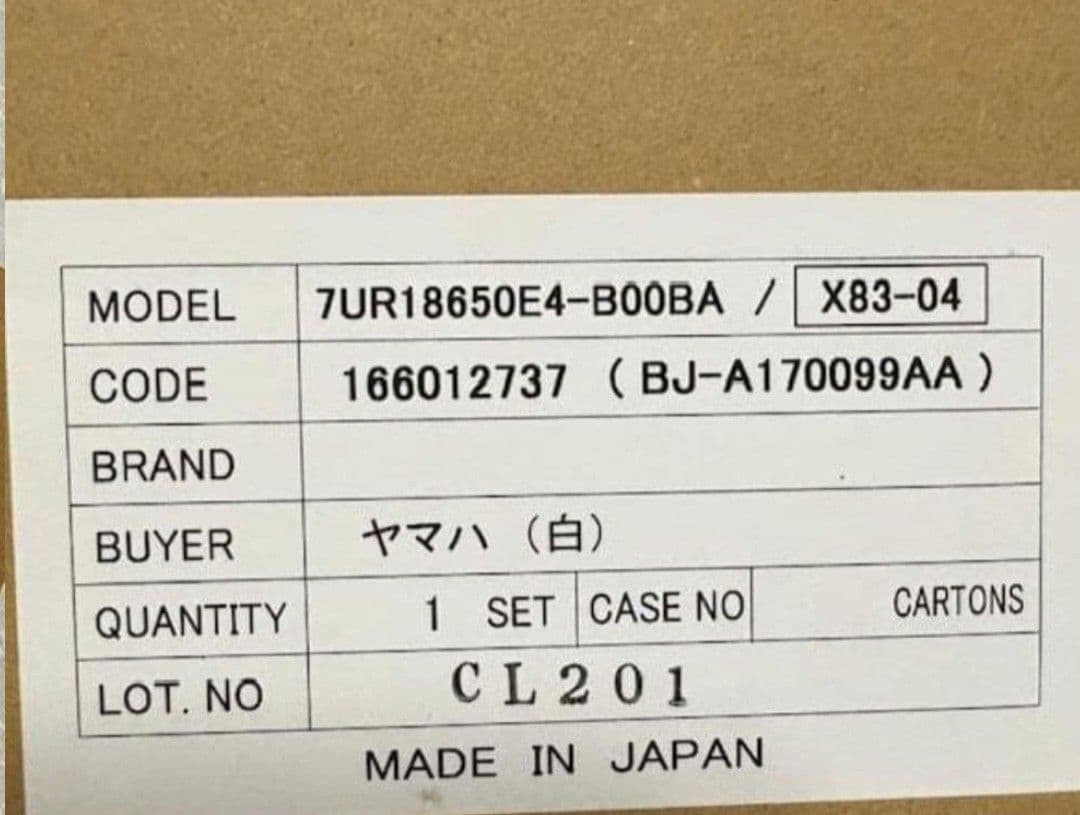 MODEL 7UR18650E4-B00BA / X83-04
CODE 166012737 ( BJ-A170099AA )
BRAND
BUYER ヤマハ（白）
QUANTITY 1 SET CASE NO CARTONS
LOT. NO CL201
MADE IN JAPAN